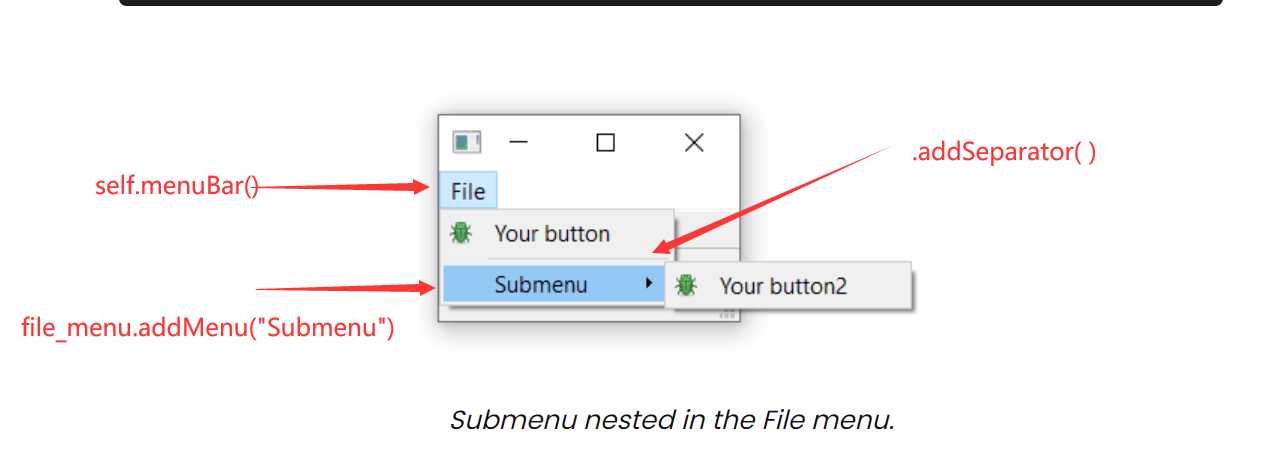 .addSeparator( )
self.menuBar()
File
Your button
Submenu
Your button2
file_menu.addMenu("Submenu")
Submenu nested in the File menu.